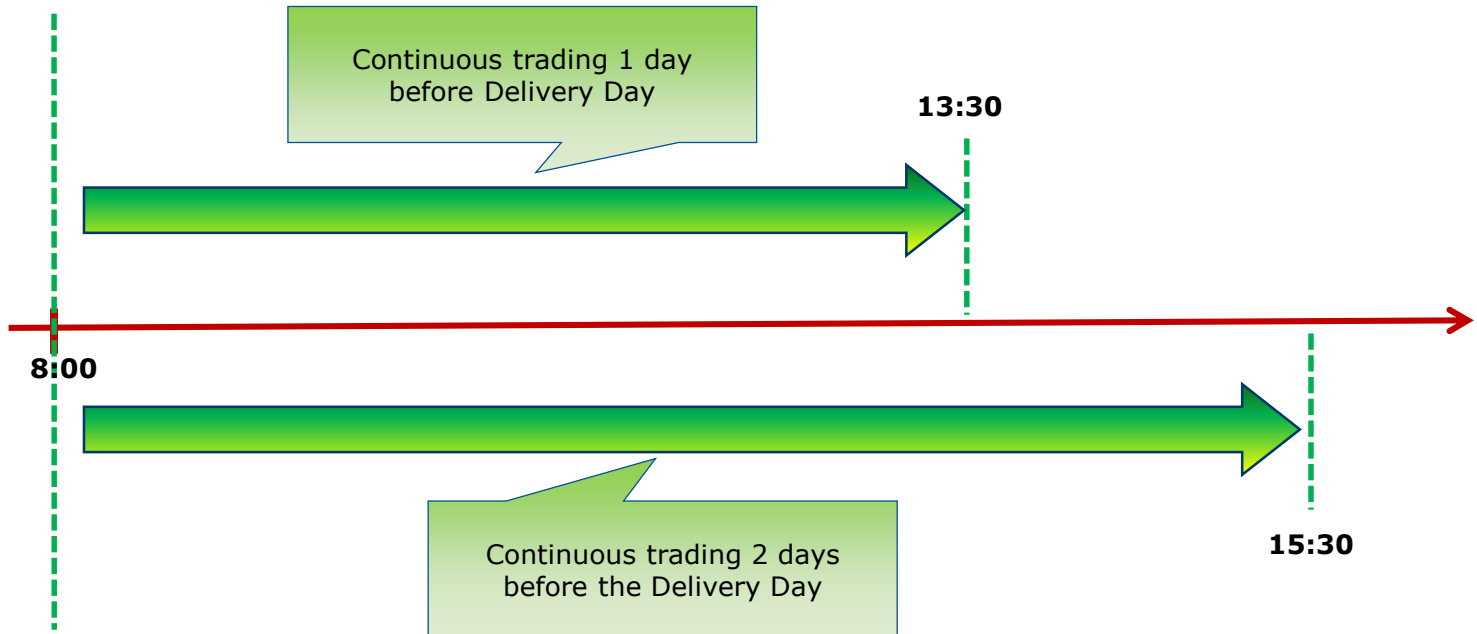 Continuous trading 1 day
before Delivery Day
13:30
8:00
Continuous trading 2 days
before the Delivery Day
15:30